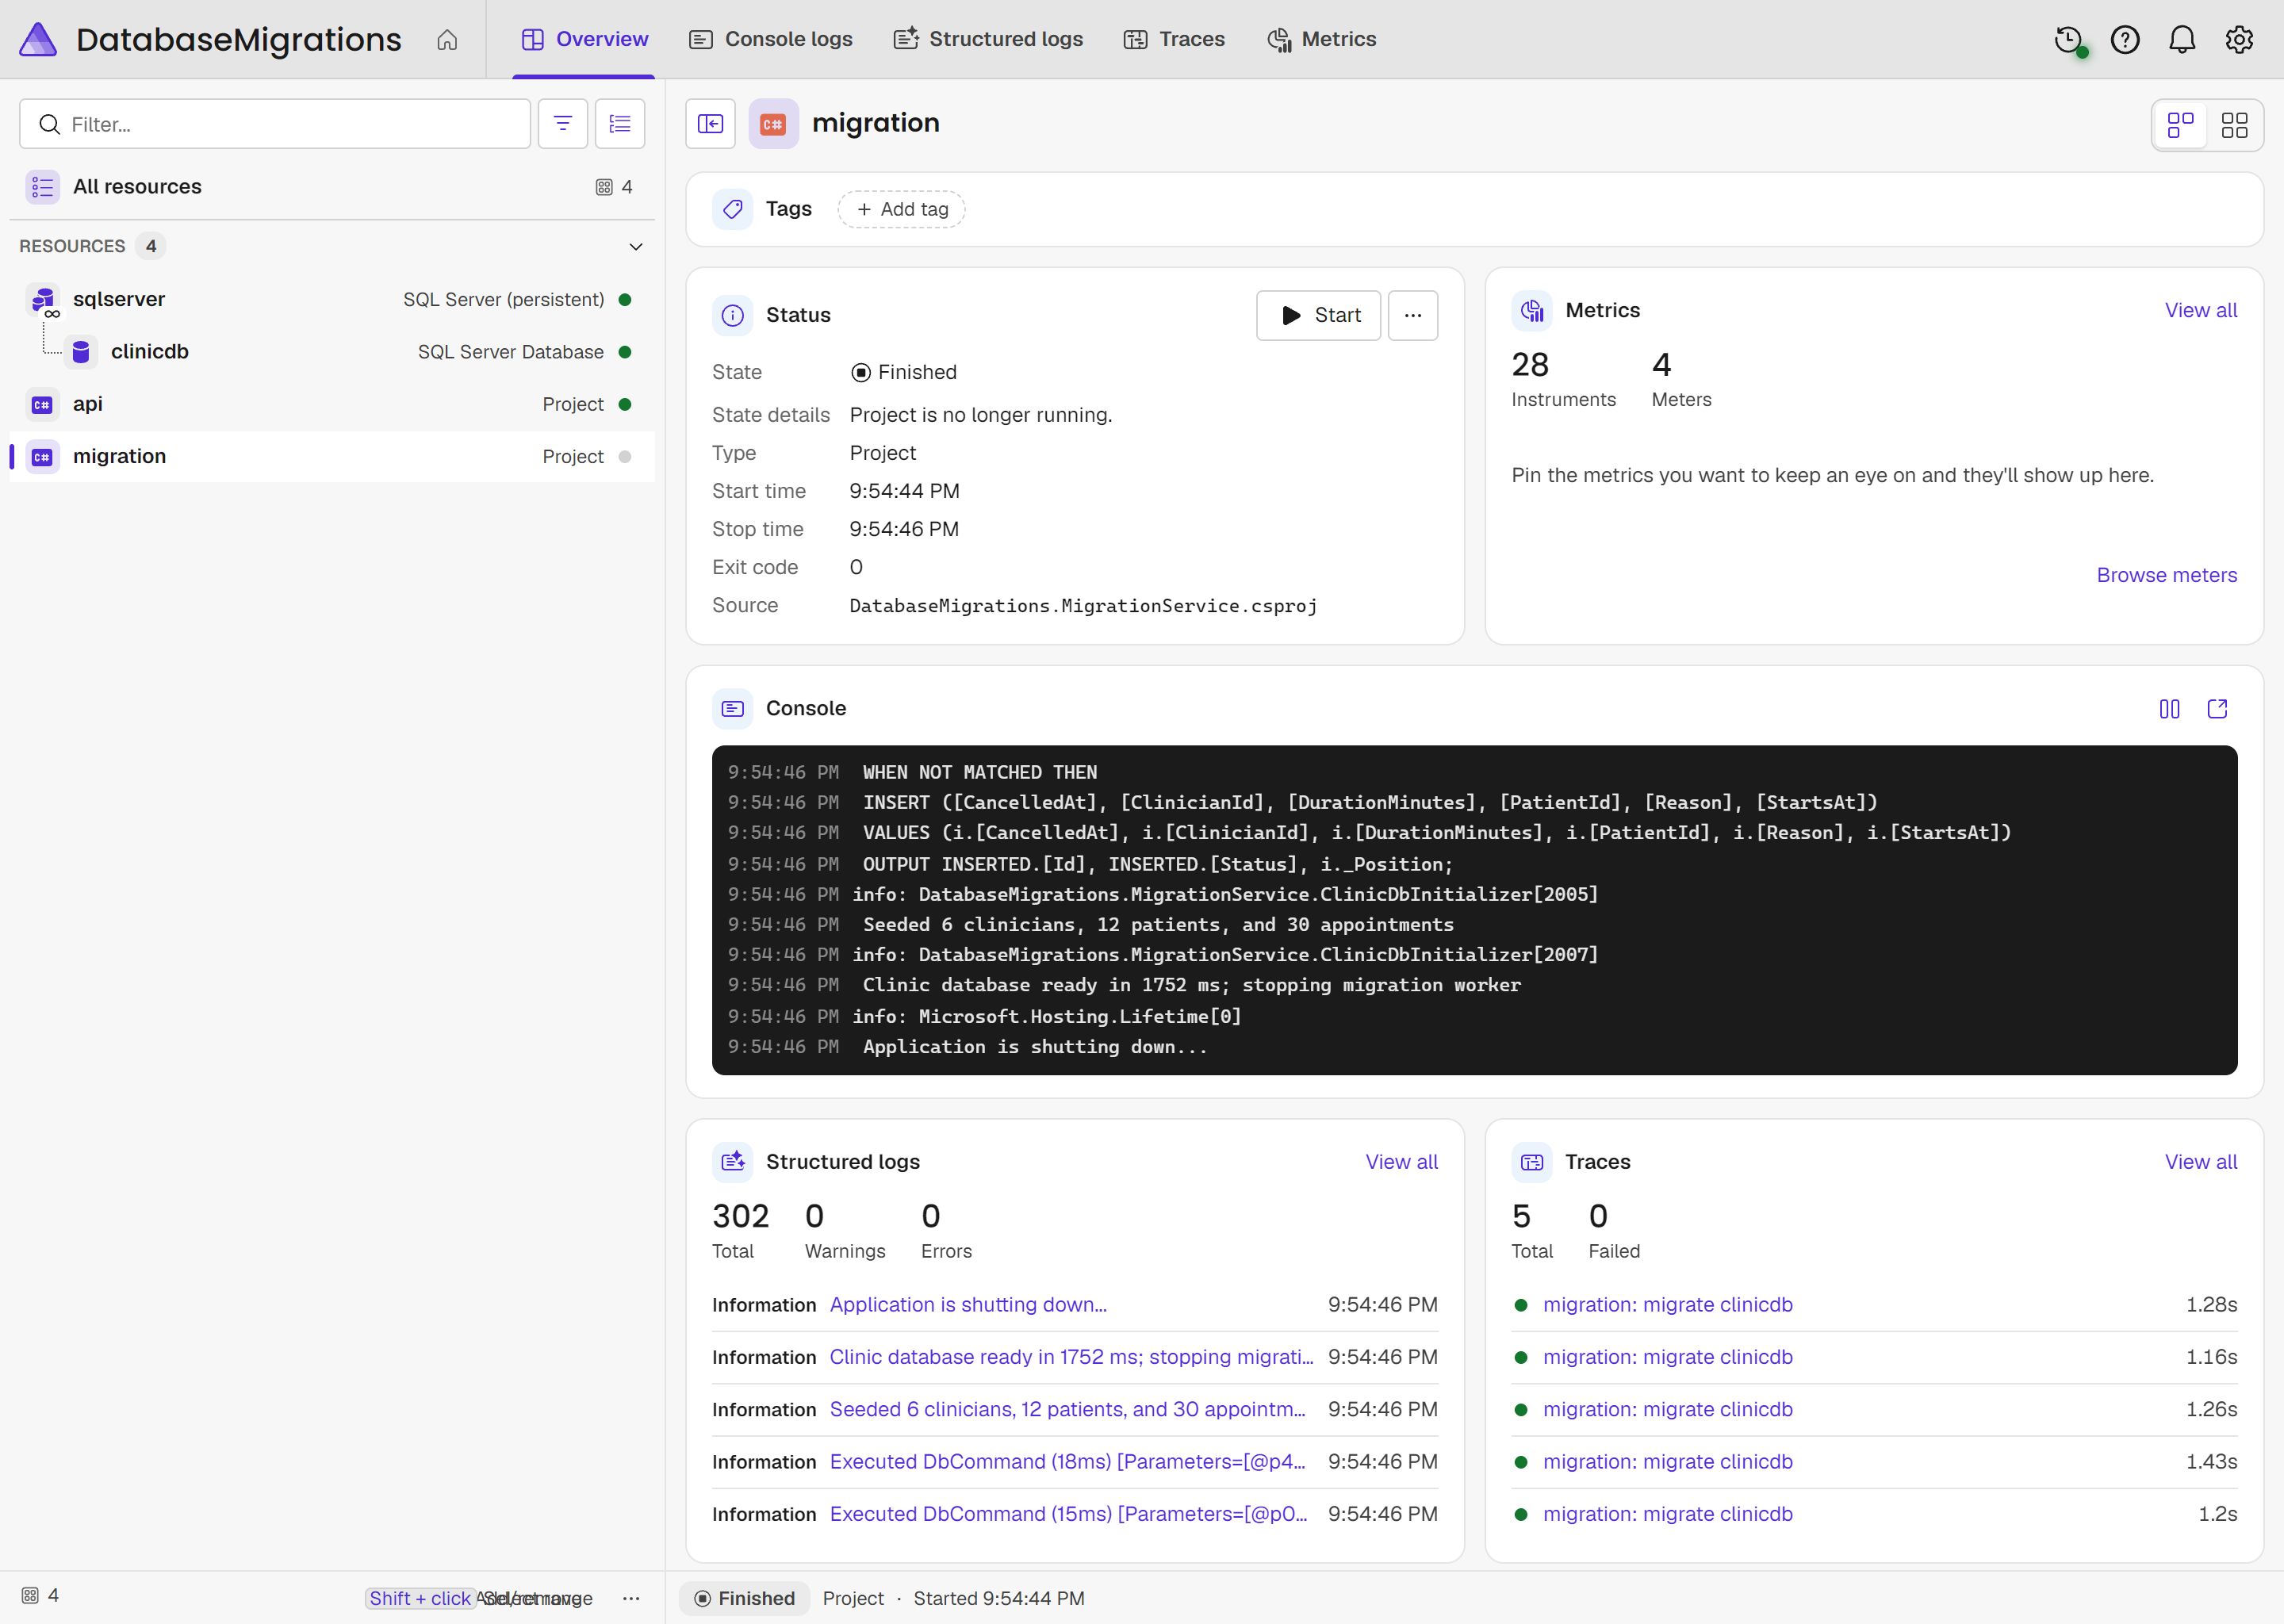 DatabaseMigrations
Overview
Console logs
Structured logs
Traces
Metrics
Filter...
All resources
4
RESOURCES 4
sqlserver SQL Server (persistent)
clinicdb SQL Server Database
api Project
migration Project
migration
Tags
+ Add tag
Status
Start
State Finished
State details Project is no longer running.
Type Project
Start time 9:54:44 PM
Stop time 9:54:46 PM
Exit code 0
Source DatabaseMigrations.MigrationService.csproj
Metrics
View all
28 4
Instruments Meters
Pin the metrics you want to keep an eye on and they'll show up here.
Browse meters
Console
9:54:46 PM WHEN NOT MATCHED THEN
9:54:46 PM INSERT ([CancelledAt], [ClinicianId], [DurationMinutes], [PatientId], [Reason], [StartsAt])
9:54:46 PM VALUES (i.[CancelledAt], i.[ClinicianId], i.[DurationMinutes], i.[PatientId], i.[Reason], i.[StartsAt])
9:54:46 PM OUTPUT INSERTED.[Id], INSERTED.[Status], i._Position;
9:54:46 PM info: DatabaseMigrations.MigrationService.ClinicDbInitializer[2005]
9:54:46 PM Seeded 6 clinicians, 12 patients, and 30 appointments
9:54:46 PM info: DatabaseMigrations.MigrationService.ClinicDbInitializer[2007]
9:54:46 PM Clinic database ready in 1752 ms; stopping migration worker
9:54:46 PM info: Microsoft.Hosting.Lifetime[0]
9:54:46 PM Application is shutting down...
Structured logs
View all
302 0 0
Total Warnings Errors
Information Application is shutting down... 9:54:46 PM
Information Clinic database ready in 1752 ms; stopping migrati... 9:54:46 PM
Information Seeded 6 clinicians, 12 patients, and 30 appointm... 9:54:46 PM
Information Executed DbCommand (18ms) [Parameters=[@p4... 9:54:46 PM
Information Executed DbCommand (15ms) [Parameters=[@p0... 9:54:46 PM
Traces
View all
5 0
Total Failed
migration: migrate clinicdb 1.28s
migration: migrate clinicdb 1.16s
migration: migrate clinicdb 1.26s
migration: migrate clinicdb 1.43s
migration: migrate clinicdb 1.2s
4
Shift + click
Finished Project · Started 9:54:44 PM